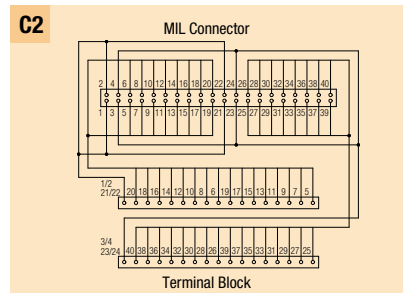 C2
MIL Connector
2 4 6 8 10 12 14 16 18 20 22 24 26 28 30 32 34 36 38 40
1 3 5 7 9 11 13 15 17 19 21 23 25 27 29 31 33 35 37 39
1/2
21/22 20 18 16 14 12 10 8 6 19 17 15 13 11 9 7 5
3/4
23/24 40 38 36 34 32 30 28 26 39 37 35 33 31 29 27 25
Terminal Block